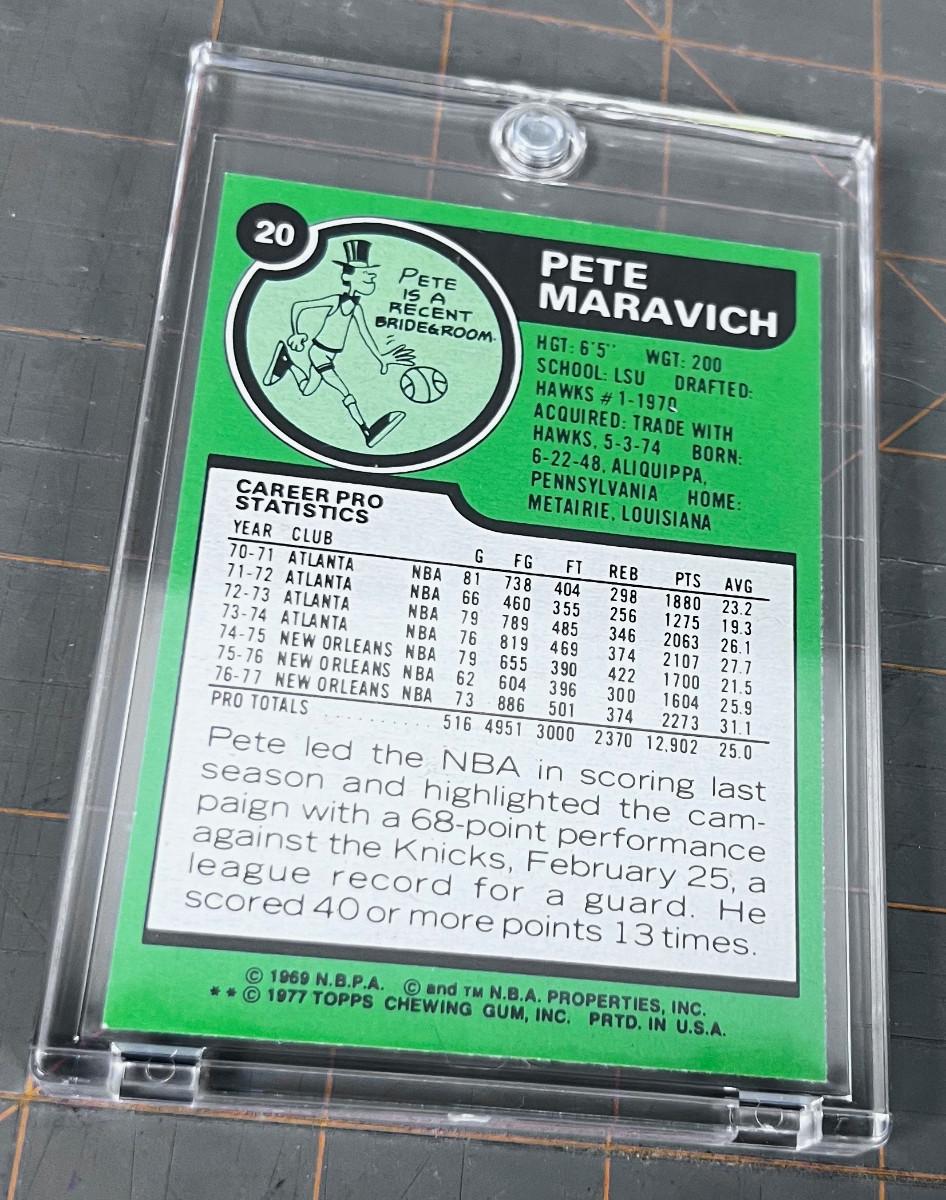 20
PETE
IS A
RECENT
BRIDEGROOM.
PETE
MARAVICH
HGT: 6'5" WGT: 200
SCHOOL: LSU DRAFTED:
HAWKS #1-1970
ACQUIRED: TRADE WITH
HAWKS, 5-3-74 BORN:
6-22-48, ALIQUIPPA,
PENNSYLVANIA HOME:
METAIRIE, LOUISIANA
CAREER PRO
STATISTICS
YEAR CLUB G FG FT REB PTS AVG
70-71 ATLANTA NBA 81 738 404 298 1880 23.2
71-72 ATLANTA NBA 66 460 355 256 1275 19.3
72-73 ATLANTA NBA 79 789 485 346 2063 26.1
73-74 ATLANTA NBA 76 819 469 374 2107 27.7
74-75 NEW ORLEANS NBA 79 655 390 422 1700 21.5
75-76 NEW ORLEANS NBA 62 604 396 300 1604 25.9
76-77 NEW ORLEANS NBA 73 886 501 374 2273 31.1
PRO TOTALS . . . . . . . . . . . 516 4951 3000 2370 12,902 25.0
Pete led the NBA in scoring last
season and highlighted the cam-
paign with a 68-point performance
against the Knicks, February 25, a
league record for a guard. He
scored 40 or more points 13 times.
© 1969 N.B.P.A. © and TM N.B.A. PROPERTIES, INC.
* * © 1977 TOPPS CHEWING GUM, INC. PRTD. IN U.S.A.